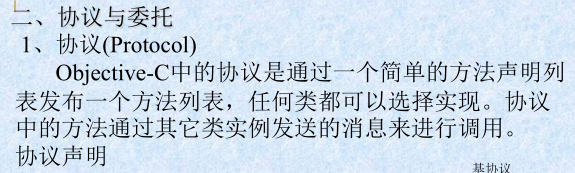 二、协议与委托
1、协议(Protocol)
Objective-C中的协议是通过一个简单的方法声明列
表发布一个方法列表，任何类都可以选择实现。协议
中的方法通过其它类实例发送的消息来进行调用。
协议声明
基协议